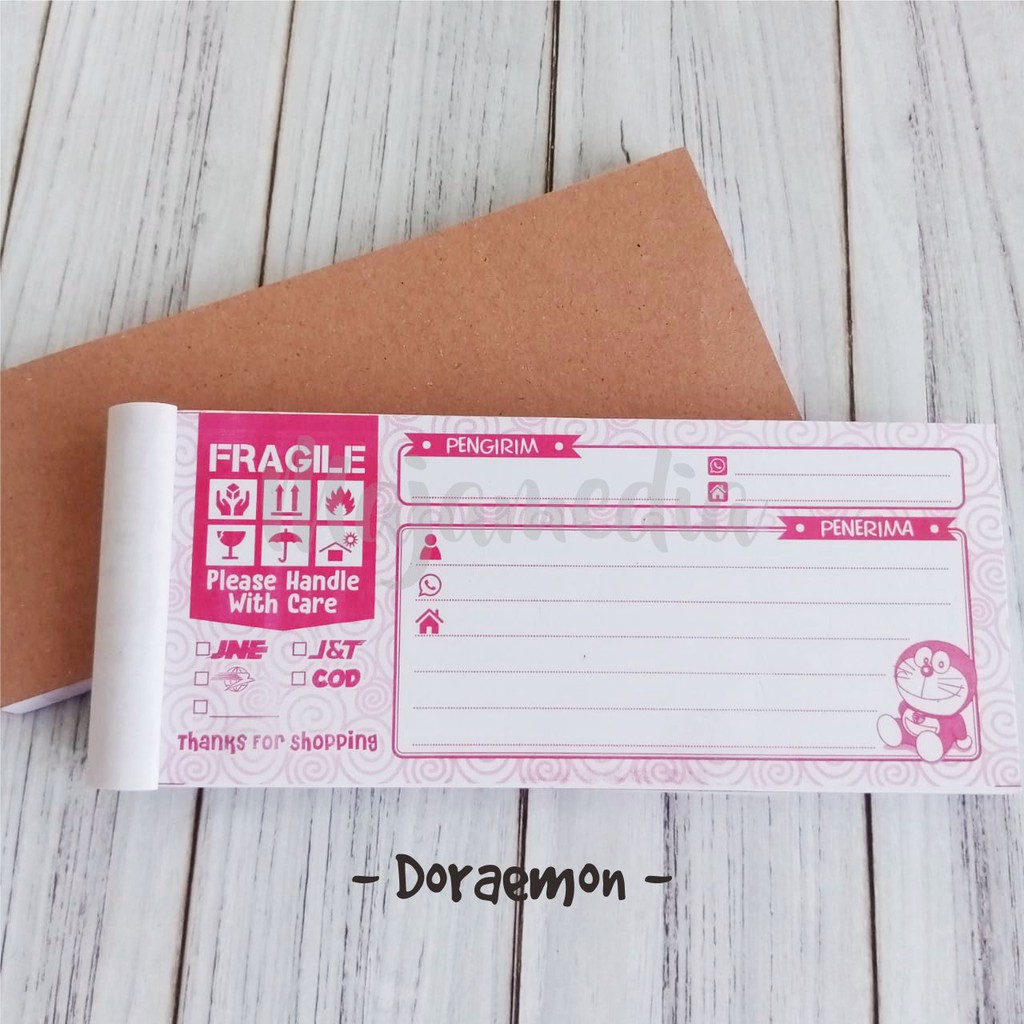 FRAGILE
Please Handle
With Care
JNE J&T
COD
Thanks For Shopping
PENGIRIM
PENERIMA
- Doraemon -